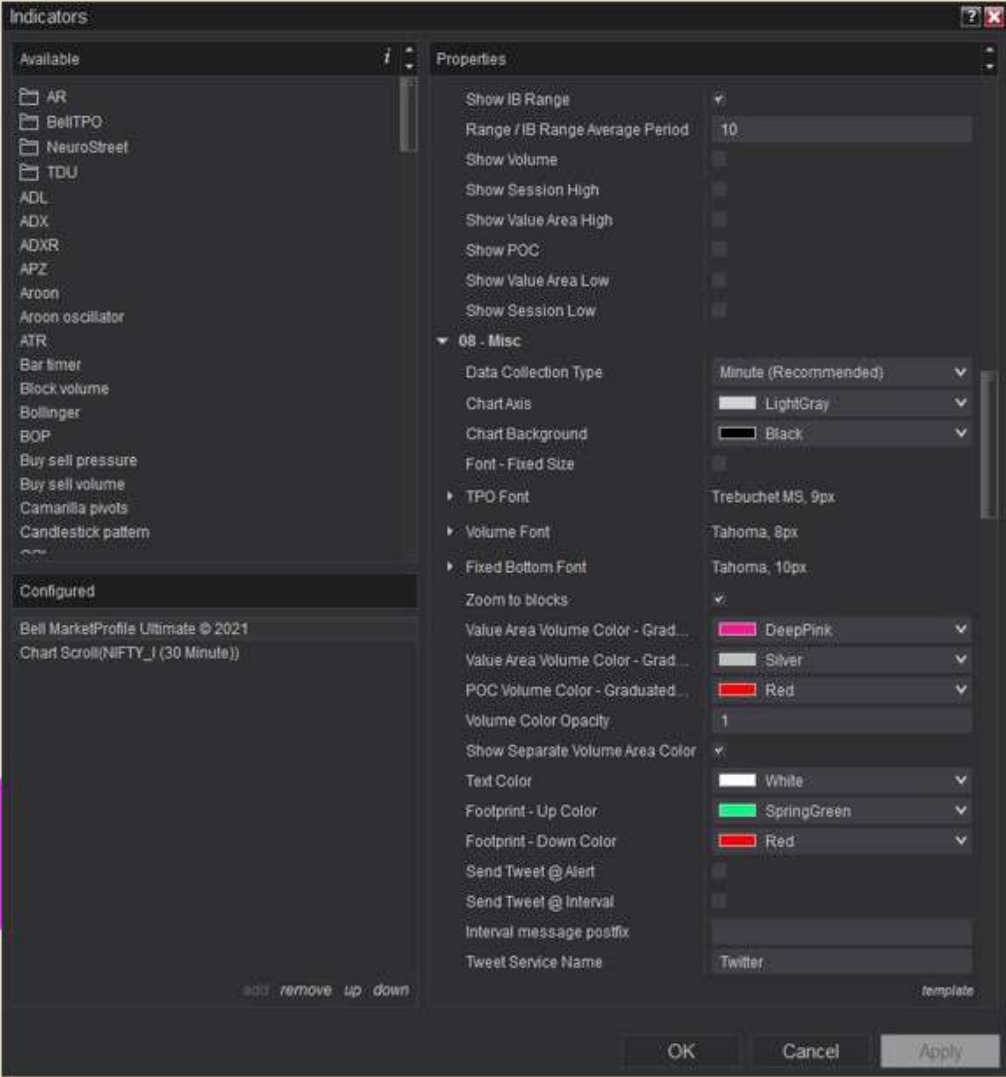 Indicators
?
Available
i
AR
BellTPO
NeuroStreet
TDU
ADL
ADX
ADXR
APZ
Aroon
Aroon oscillator
ATR
Bar timer
Block volume
Bollinger
BOP
Buy sell pressure
Buy sell volume
Camarilla pivots
Candlestick pattern
Configured
Bell MarketProfile Ultimate © 2021
Chart Scroll(NIFTY_I (30 Minute))
add remove up down
Properties
Show IB Range
Range / IB Range Average Period 10
Show Volume
Show Session High
Show Value Area High
Show POC
Show Value Area Low
Show Session Low
08 - Misc
Data Collection Type Minute (Recommended)
Chart Axis LightGray
Chart Background Black
Font - Fixed Size
TPO Font Trebuchet MS, 9px
Volume Font Tahoma, 8px
Fixed Bottom Font Tahoma, 10px
Zoom to blocks
Value Area Volume Color - Grad... DeepPink
Value Area Volume Color - Grad... Silver
POC Volume Color - Graduated... Red
Volume Color Opacity 1
Show Separate Volume Area Color
Text Color White
Footprint - Up Color SpringGreen
Footprint - Down Color Red
Send Tweet @ Alert
Send Tweet @ Interval
Interval message postfix
Tweet Service Name Twitter
template
OK Cancel Apply